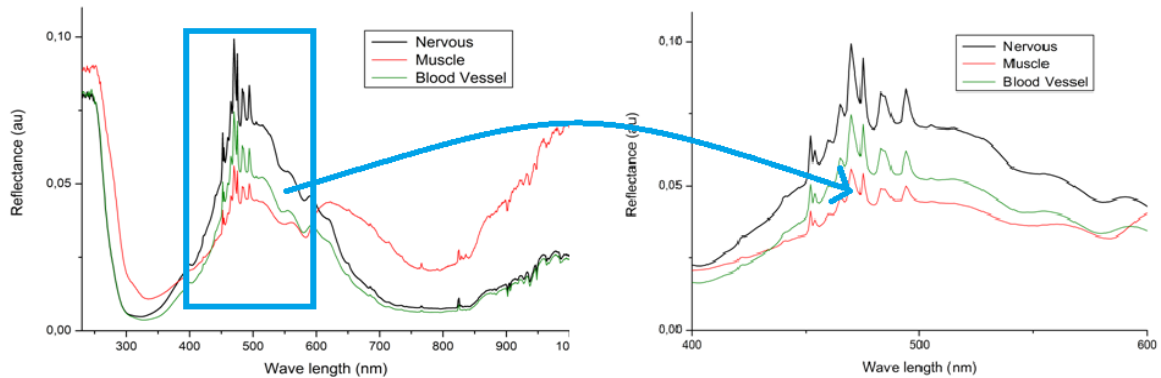 0,10
Nervous
Muscle
Blood Vessel
Reflectance (au)
0,05
0,00
300 400 500 600 700 800 900 10
Wave length (nm)
0,10
Nervous
Muscle
Blood Vessel
Reflectance (au)
0,05
0,00
400 500 600
Wave length (nm)